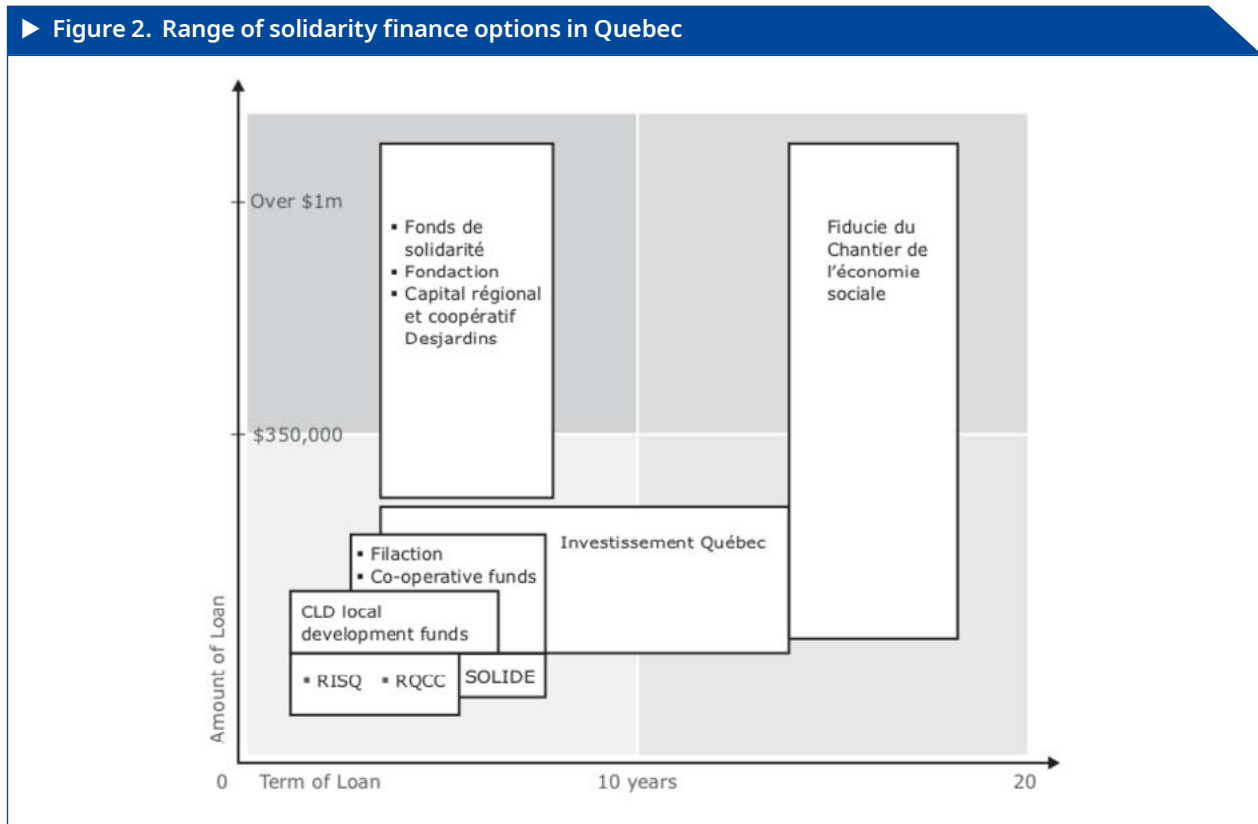 ▶ Figure 2. Range of solidarity finance options in Quebec
Over $1m
▪ Fonds de
solidarité
▪ Fondaction
▪ Capital régional
et coopératif
Desjardins
Fiducie du
Chantier de
l'économie
sociale
$350,000
Investissement Québec
▪ Filaction
▪ Co-operative funds
CLD local
development funds
▪ RISQ ▪ RQCC
SOLIDE
Amount of Loan
0 Term of Loan 10 years 20